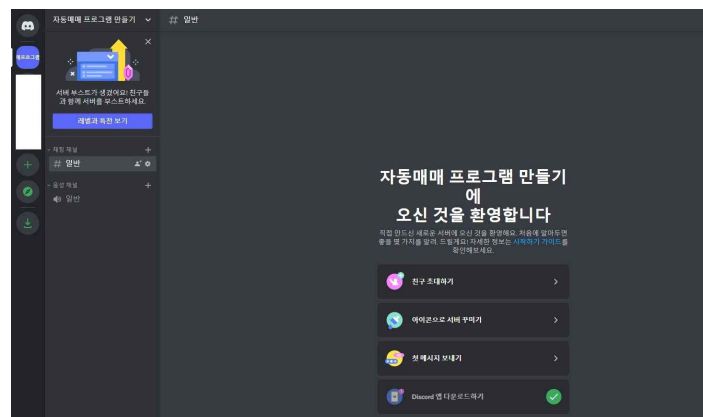 자동매매 프로그램 만들기
# 일반
서버 부스트가 생겼어요! 친구들
과 함께 서버를 부스트하세요.
레벨과 특전 보기
채팅 채널
# 일반
음성 채널
일반
자동매매 프로그램 만들기
에
오신 것을 환영합니다
직접 만드신 새로운 서버에 오신 것을 환영해요. 처음에 알아두면
좋을 몇 가지를 알려 드릴게요! 자세한 정보는 시작하기 가이드를
확인해보세요.
친구 초대하기
아이콘으로 서버 꾸미기
첫 메시지 보내기
Discord 앱 다운로드하기